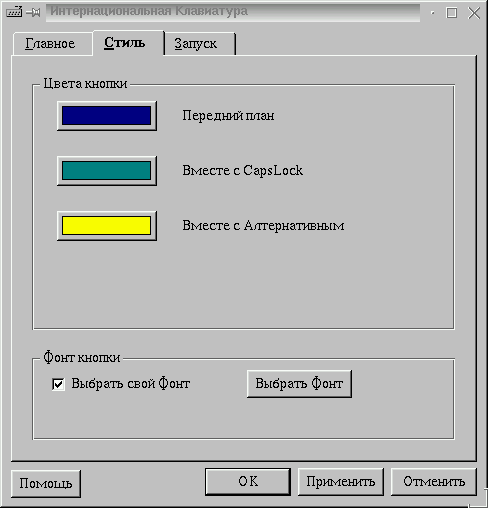 Интернациональная Клавиатура
Главное
Стиль
Запуск
Цвета кнопки
Передний план
Вместе с CapsLock
Вместе с Алтернативным
Фонт кнопки
Выбрать свой Фонт
Выбрать Фонт
Помощь
OK
Применить
Отменить